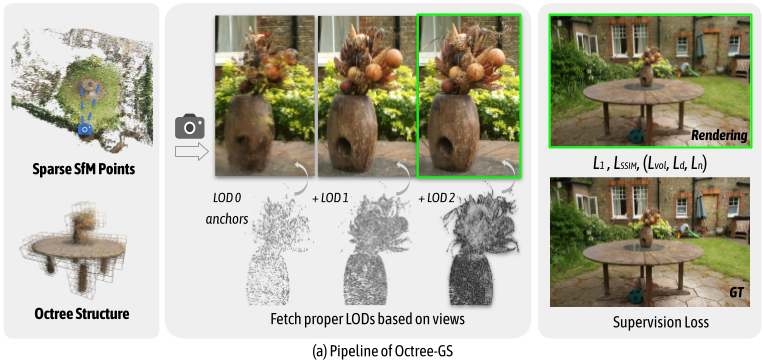 Sparse SfM Points
Octree Structure
LOD 0
anchors
+ LOD 1
+ LOD 2
Fetch proper LODs based on views
Rendering
L1 , LSSIM, (Lvol, Ld, Ln)
GT
Supervision Loss
(a) Pipeline of Octree-GS